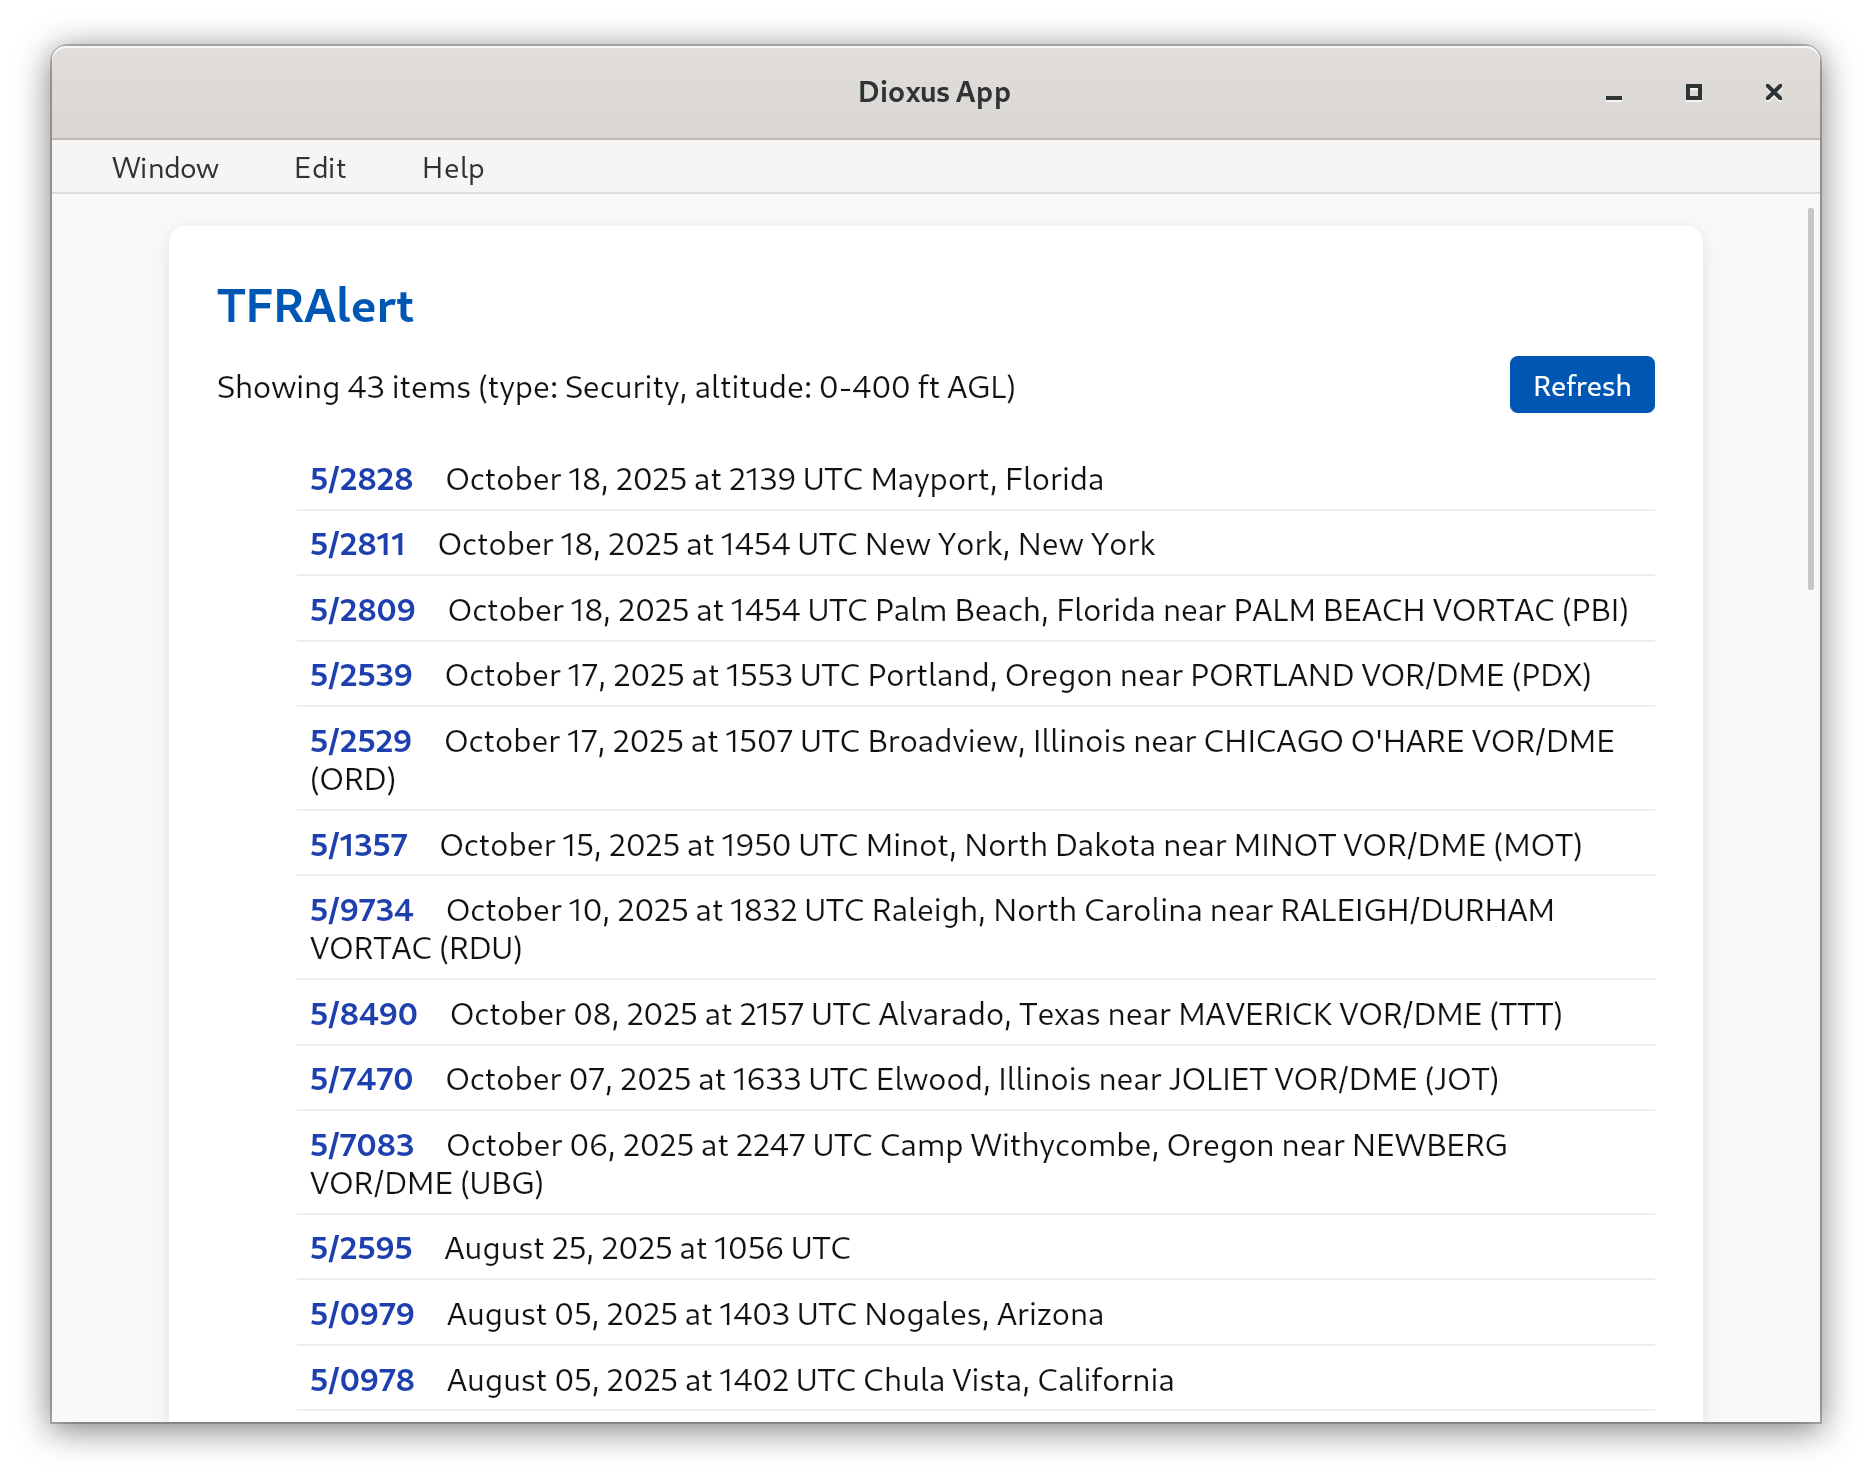 Dioxus App
Window Edit Help
TFRAlert
Showing 43 items (type: Security, altitude: 0-400 ft AGL)
Refresh
5/2828 October 18, 2025 at 2139 UTC Mayport, Florida
5/2811 October 18, 2025 at 1454 UTC New York, New York
5/2809 October 18, 2025 at 1454 UTC Palm Beach, Florida near PALM BEACH VORTAC (PBI)
5/2539 October 17, 2025 at 1553 UTC Portland, Oregon near PORTLAND VOR/DME (PDX)
5/2529 October 17, 2025 at 1507 UTC Broadview, Illinois near CHICAGO O'HARE VOR/DME
(ORD)
5/1357 October 15, 2025 at 1950 UTC Minot, North Dakota near MINOT VOR/DME (MOT)
5/9734 October 10, 2025 at 1832 UTC Raleigh, North Carolina near RALEIGH/DURHAM
VORTAC (RDU)
5/8490 October 08, 2025 at 2157 UTC Alvarado, Texas near MAVERICK VOR/DME (TTT)
5/7470 October 07, 2025 at 1633 UTC Elwood, Illinois near JOLIET VOR/DME (JOT)
5/7083 October 06, 2025 at 2247 UTC Camp Withycombe, Oregon near NEWBERG
VOR/DME (UBG)
5/2595 August 25, 2025 at 1056 UTC
5/0979 August 05, 2025 at 1403 UTC Nogales, Arizona
5/0978 August 05, 2025 at 1402 UTC Chula Vista, California